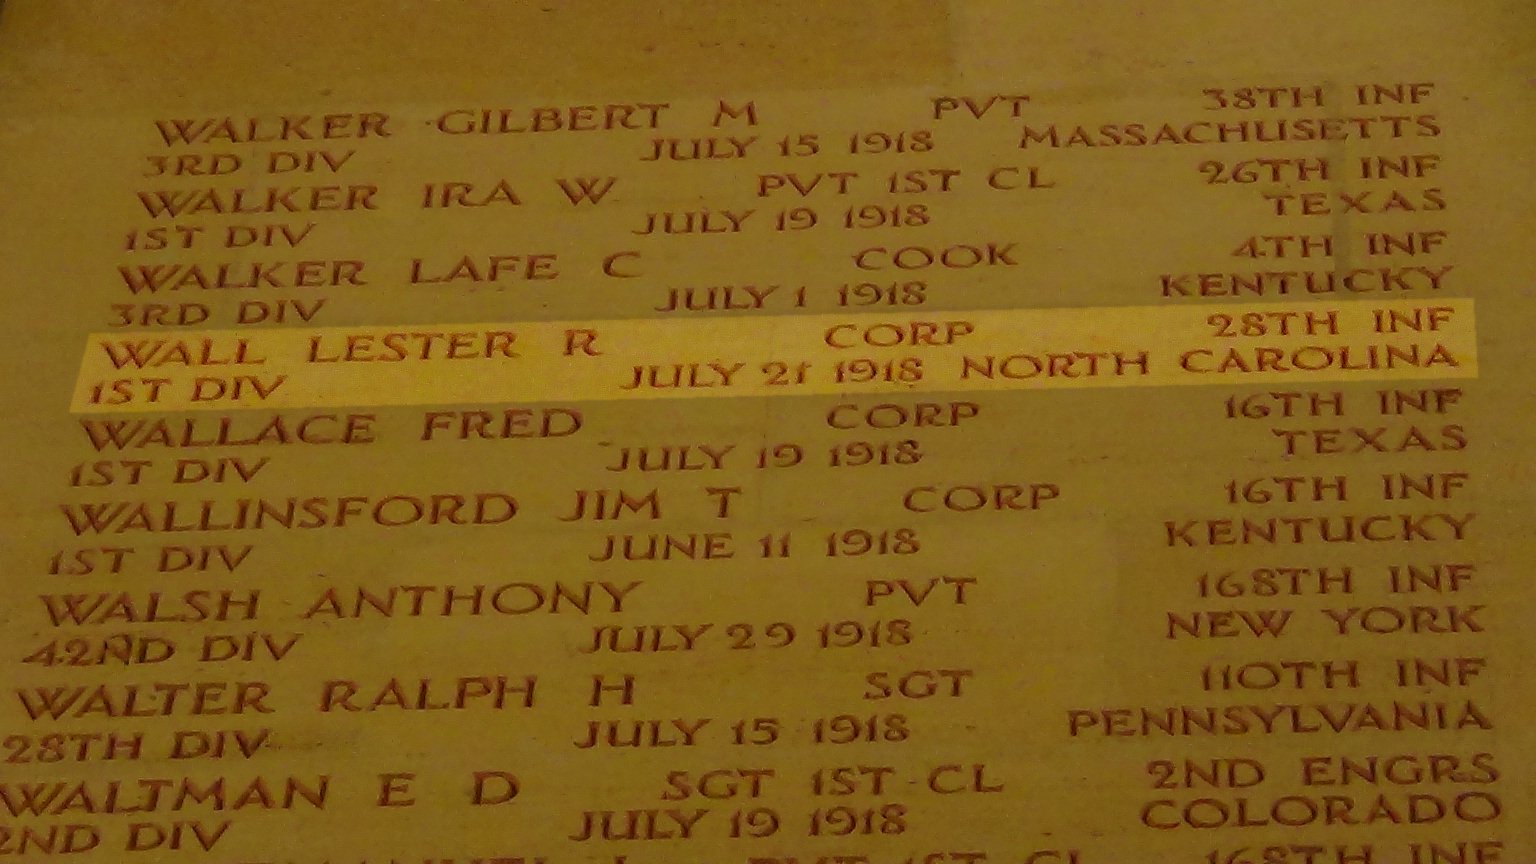 WALKER GILBERT M PVT 38TH INF
3RD DIV JULY 15 1918 MASSACHUSETTS
WALKER IRA W PVT 1ST CL 26TH INF
1ST DIV JULY 19 1918 TEXAS
WALKER LAFE C COOK 4TH INF
3RD DIV JULY 1 1918 KENTUCKY
WALL LESTER R CORP 28TH INF
1ST DIV JULY 21 1918 NORTH CAROLINA
WALLACE FRED CORP 16TH INF
1ST DIV JULY 19 1918 TEXAS
WALLINSFORD JIM T CORP 16TH INF
1ST DIV JUNE 11 1918 KENTUCKY
WALSH ANTHONY PVT 168TH INF
42ND DIV JULY 29 1918 NEW YORK
WALTER RALPH H SGT 110TH INF
28TH DIV JULY 15 1918 PENNSYLVANIA
WALTMAN E D SGT 1ST CL 2ND ENGRS
2ND DIV JULY 19 1918 COLORADO
PVT 1ST CL 168TH INF